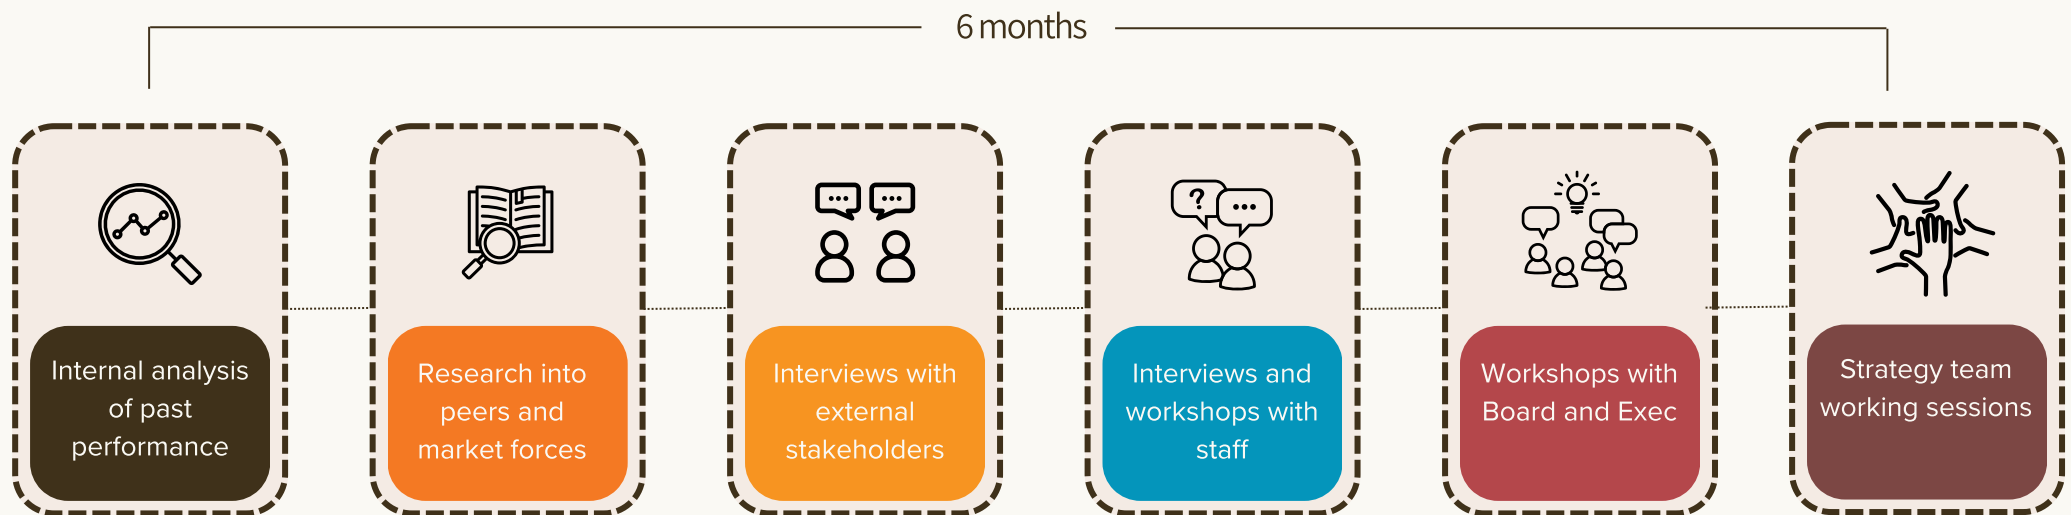 6 months
Internal analysis
of past
performance
Research into
peers and
market forces
Interviews with
external
stakeholders
Interviews and
workshops with
staff
Workshops with
Board and Exec
Strategy team
working sessions